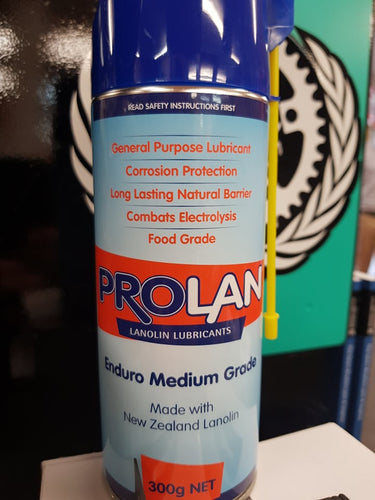 READ SAFETY INSTRUCTIONS FIRST
General Purpose Lubricant
Corrosion Protection
Long Lasting Natural Barrier
Combats Electrolysis
Food Grade
PROLAN
LANOLIN LUBRICANTS
Enduro Medium Grade
Made with
New Zealand Lanolin
300g NET